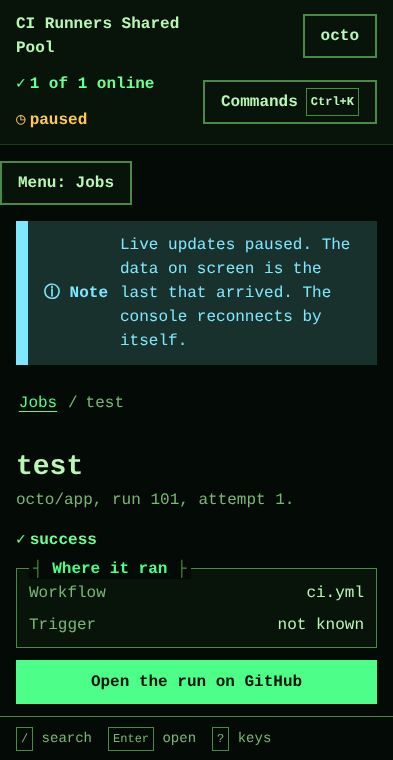 CI Runners Shared
Pool
octo
✓ 1 of 1 online
◷ paused
Commands Ctrl+K
Menu: Jobs
ⓘ Note
Live updates paused. The
data on screen is the
last that arrived. The
console reconnects by
itself.
Jobs / test
test
octo/app, run 101, attempt 1.
✓ success
┤ Where it ran ├
Workflow ci.yml
Trigger not known
Open the run on GitHub
/ search Enter open ? keys